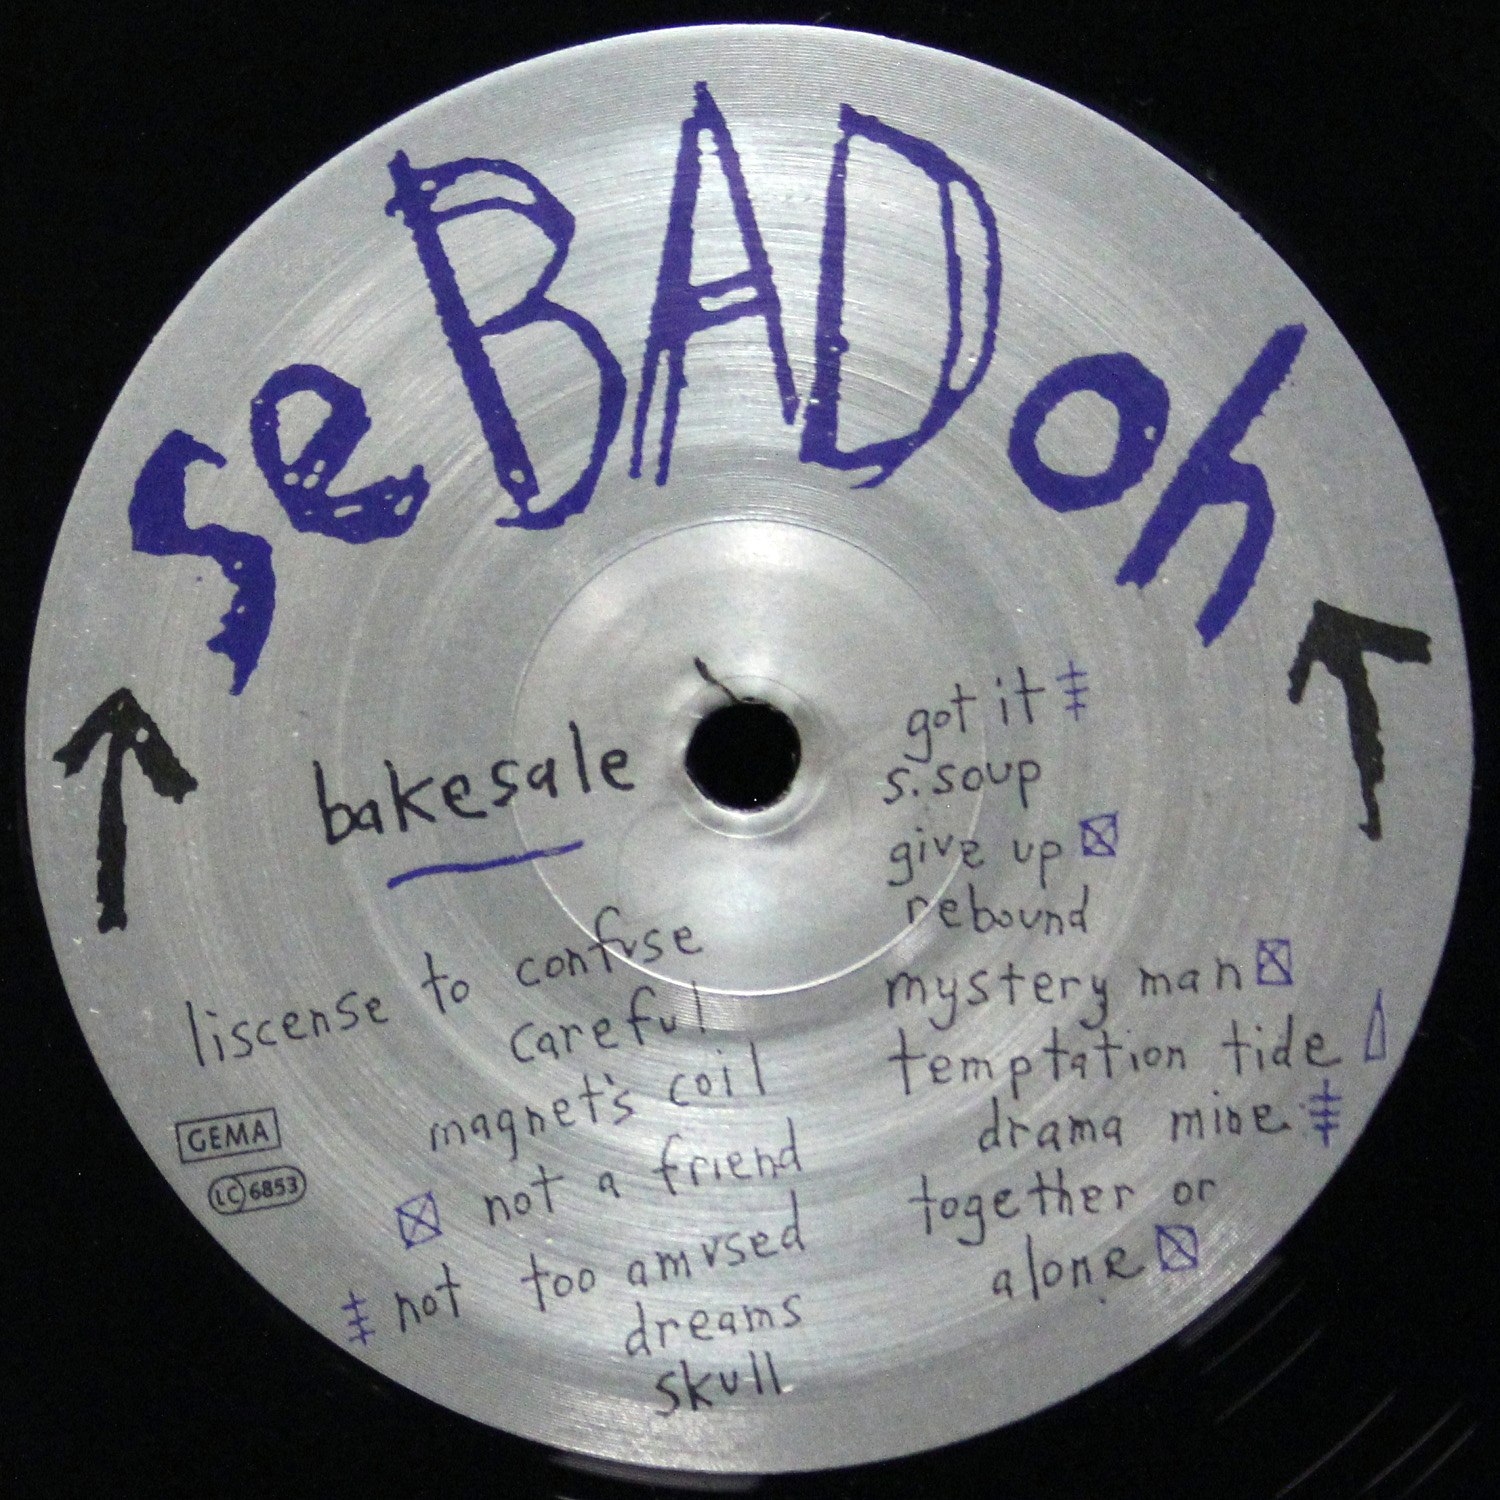 seBADoh
bakesale
liscense to confuse
careful
magnet's coil
not a friend
not too amused
dreams
skull
GEMA
LC 6853
got it
s. soup
give up
rebound
mystery man
temptation tide
drama mine
together or
alone